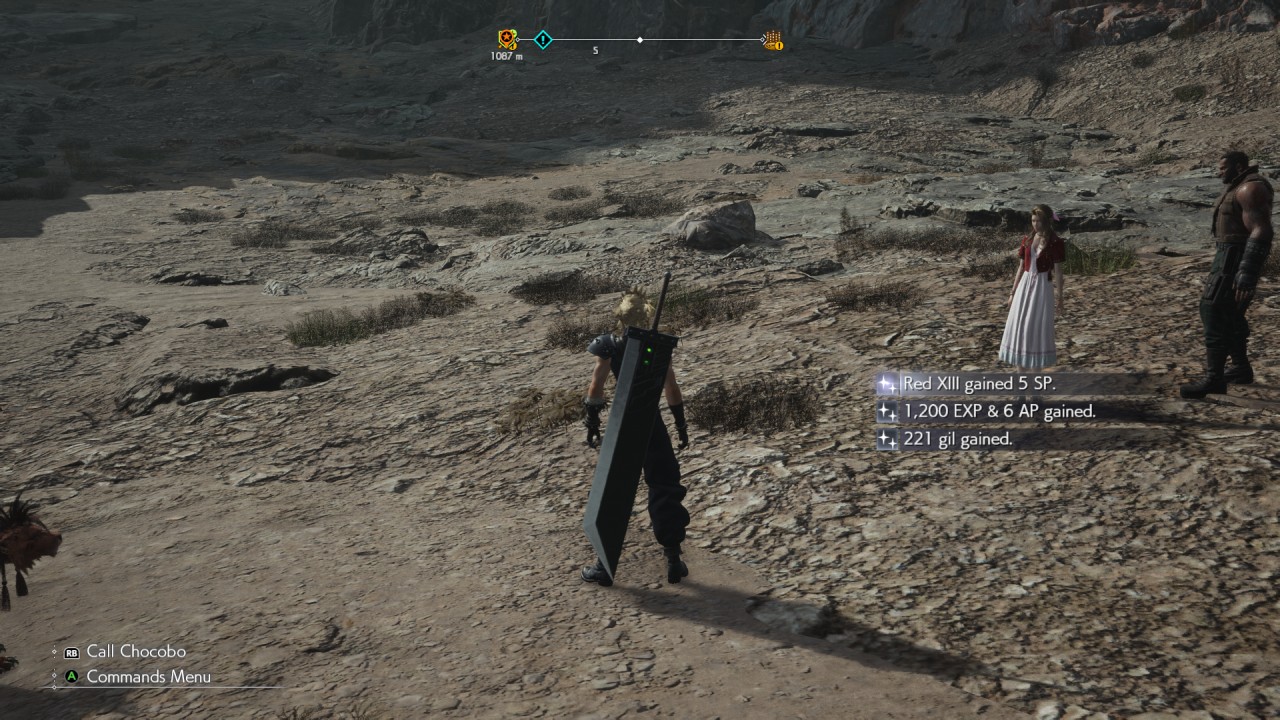 1087 m
S
Red XIII gained 5 SP.
1,200 EXP & 6 AP gained.
221 gil gained.
RB Call Chocobo
A Commands Menu